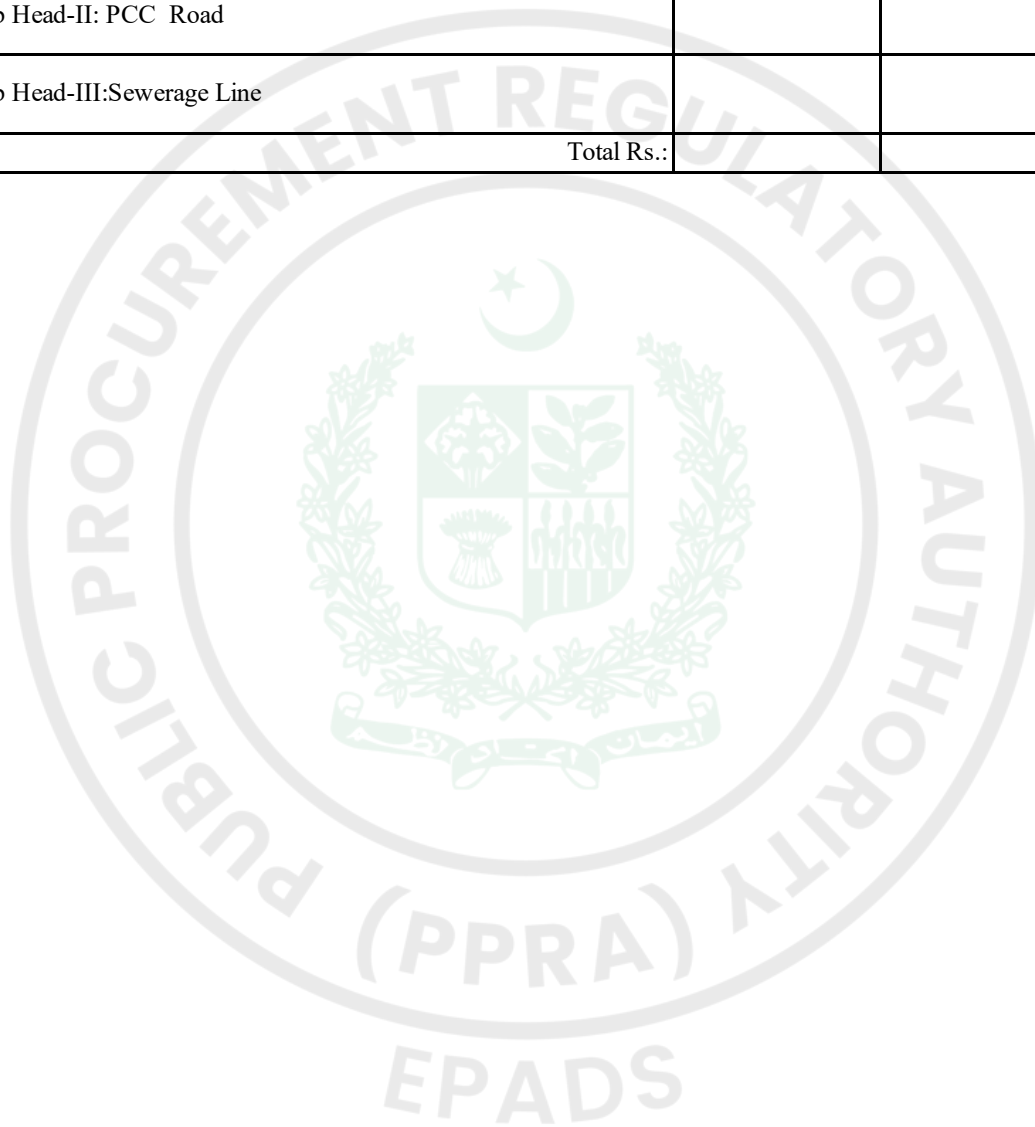 b Head-II: PCC Road
b Head-III:Sewerage Line
Total Rs.:
PUBLIC PROCUREMENT REGULATORY AUTHORITY
(PPRA)
EPADS